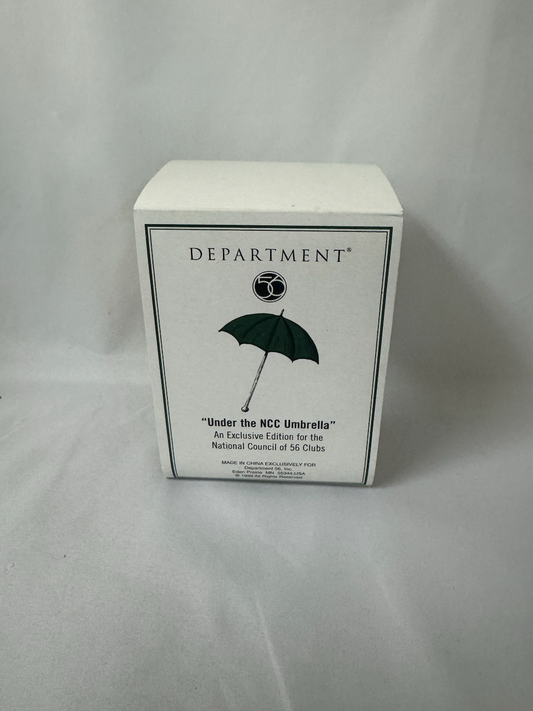 DEPARTMENT®
56
"Under the NCC Umbrella"
An Exclusive Edition for the
National Council of 56 Clubs
MADE IN CHINA EXCLUSIVELY FOR
Department 56, Inc.
Eden Prairie MN 55344 USA
© 1999 All Rights Reserved